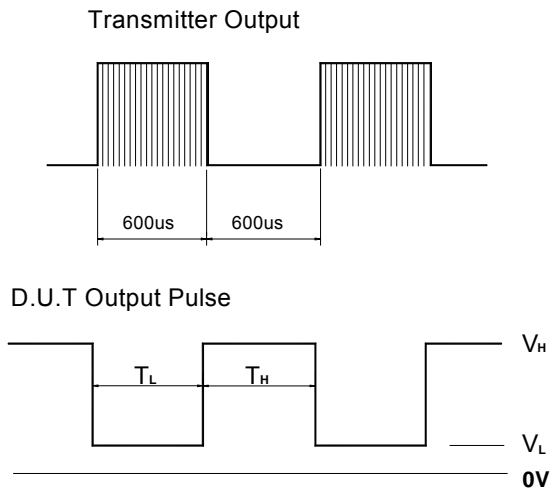 Transmitter Output
600us 600us
D.U.T Output Pulse
TL TH
VH
VL
0V